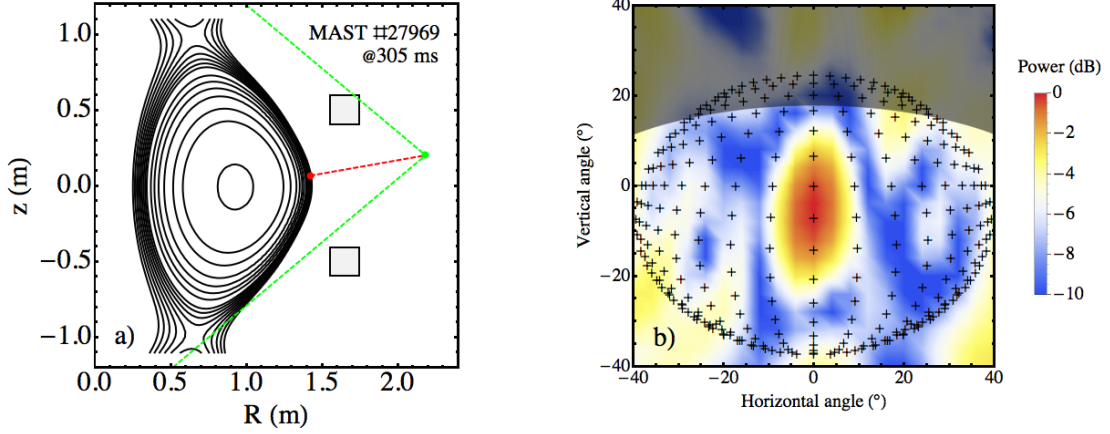 MAST #27969
@305 ms
1.0
0.5
0.0
−0.5
−1.0
z (m)
a)
0.0 0.5 1.0 1.5 2.0
R (m)
40
20
0
−20
−40
Vertical angle (°)
b)
−40 −20 0 20 40
Horizontal angle (°)
Power (dB)
0
−2
−4
−6
−8
−10